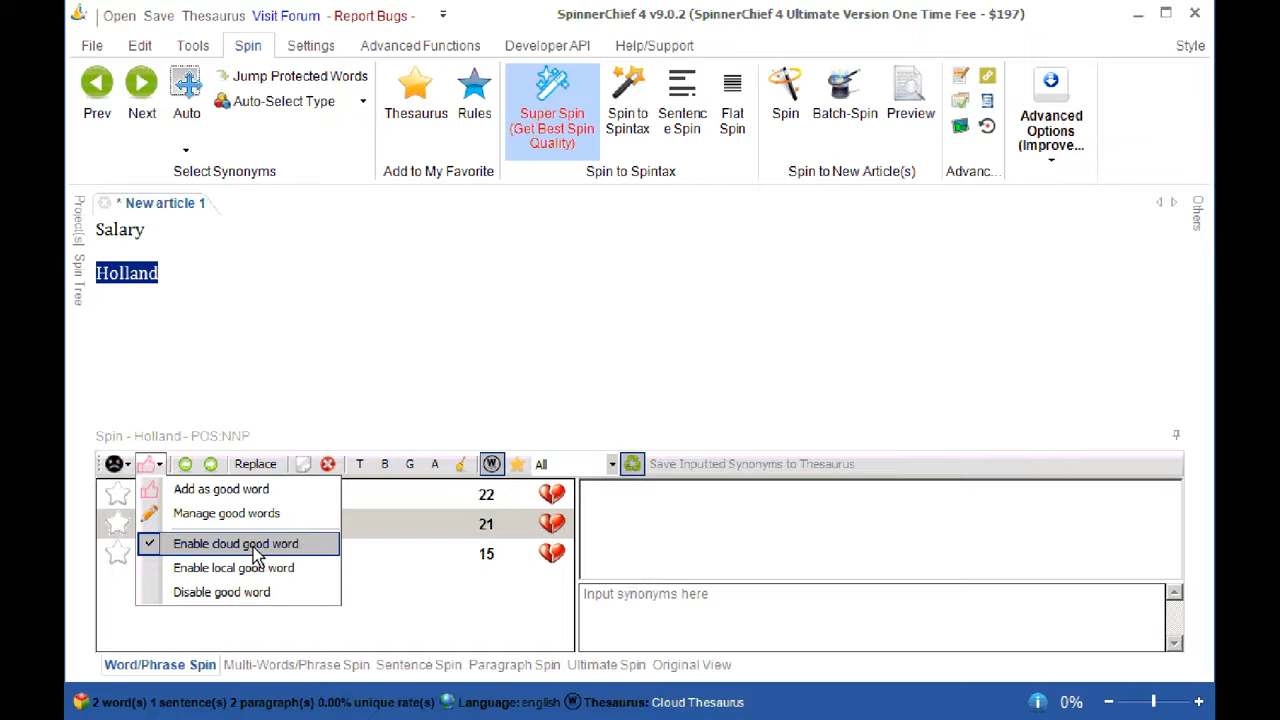 Open Save Thesaurus Visit Forum - Report Bugs - SpinnerChief 4 v9.0.2 (SpinnerChief 4 Ultimate Version One Time Fee - $197)
File Edit Tools Spin Settings Advanced Functions Developer API Help/Support Style
Prev Next Auto Jump Protected Words
Auto-Select Type
Thesaurus Rules
Super Spin
(Get Best Spin
Quality)
Spin to
Spintax
Sentenc
e Spin
Flat
Spin
Spin Batch-Spin Preview
Advanced
Options
(Improve...
Select Synonyms Add to My Favorite Spin to Spintax Spin to New Article(s) Advanc...
Project(s)
Spin Tree
Others
* New article 1
Salary
Holland
Spin - Holland - POS:NNP
Replace T B G A W All Save Inputted Synonyms to Thesaurus
Add as good word
Manage good words
Enable cloud good word
Enable local good word
Disable good word
22
21
15
Input synonyms here
Word/Phrase Spin Multi-Words/Phrase Spin Sentence Spin Paragraph Spin Ultimate Spin Original View
2 word(s) 1 sentence(s) 2 paragraph(s) 0.00% unique rate(s) Language: english W Thesaurus: Cloud Thesaurus 0%